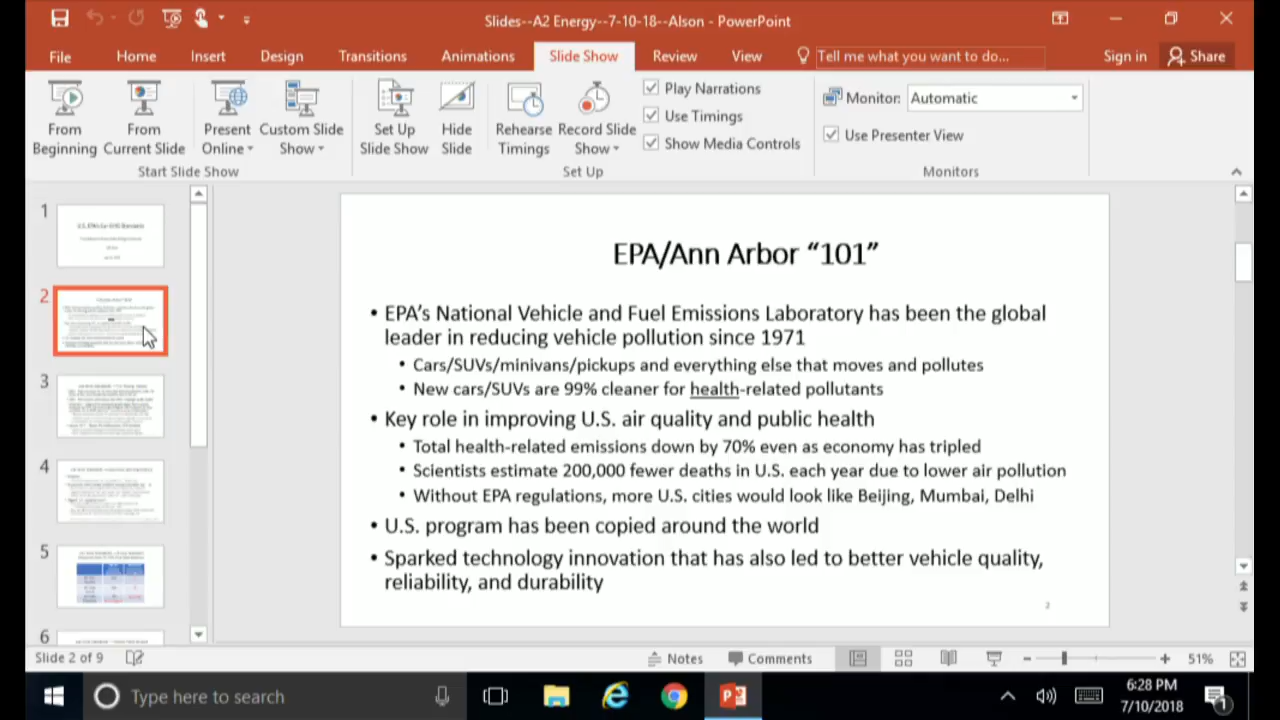 Slides--A2 Energy--7-10-18--Alson - PowerPoint
File Home Insert Design Transitions Animations Slide Show Review View Tell me what you want to do... Sign in Share
From Beginning
From Current Slide
Present Online
Custom Slide Show
Start Slide Show
Set Up Slide Show
Hide Slide
Rehearse Timings
Record Slide Show
Play Narrations
Use Timings
Show Media Controls
Set Up
Monitor: Automatic
Use Presenter View
Monitors
1
2
3
4
5
6
EPA/Ann Arbor “101”
• EPA’s National Vehicle and Fuel Emissions Laboratory has been the global
leader in reducing vehicle pollution since 1971
• Cars/SUVs/minivans/pickups and everything else that moves and pollutes
• New cars/SUVs are 99% cleaner for health-related pollutants
• Key role in improving U.S. air quality and public health
• Total health-related emissions down by 70% even as economy has tripled
• Scientists estimate 200,000 fewer deaths in U.S. each year due to lower air pollution
• Without EPA regulations, more U.S. cities would look like Beijing, Mumbai, Delhi
• U.S. program has been copied around the world
• Sparked technology innovation that has also led to better vehicle quality,
reliability, and durability
2
Slide 2 of 9 Notes Comments 51%
Type here to search
6:28 PM
7/10/2018
1